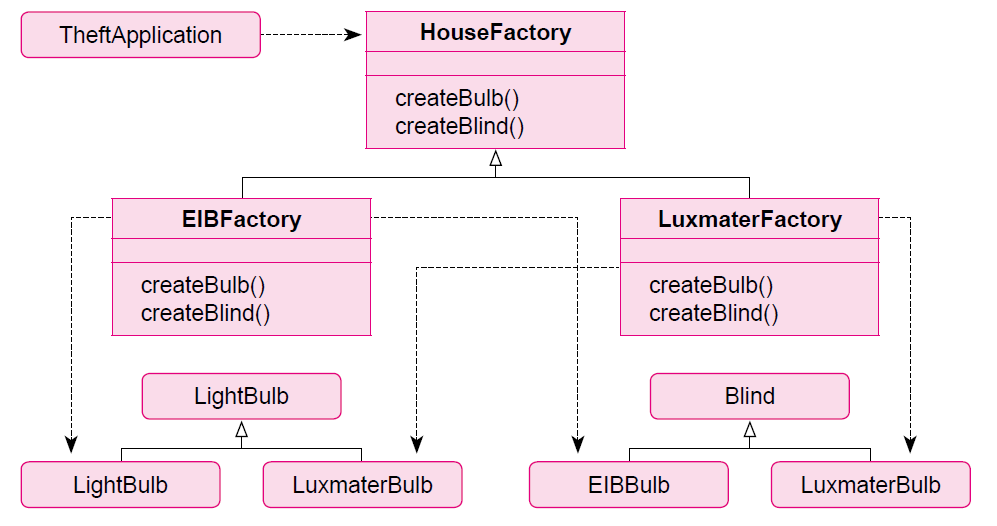 TheftApplication
HouseFactory
createBulb()
createBlind()
EIBFactory
createBulb()
createBlind()
LuxmaterFactory
createBulb()
createBlind()
LightBulb
Blind
LightBulb
LuxmaterBulb
EIBBulb
LuxmaterBulb